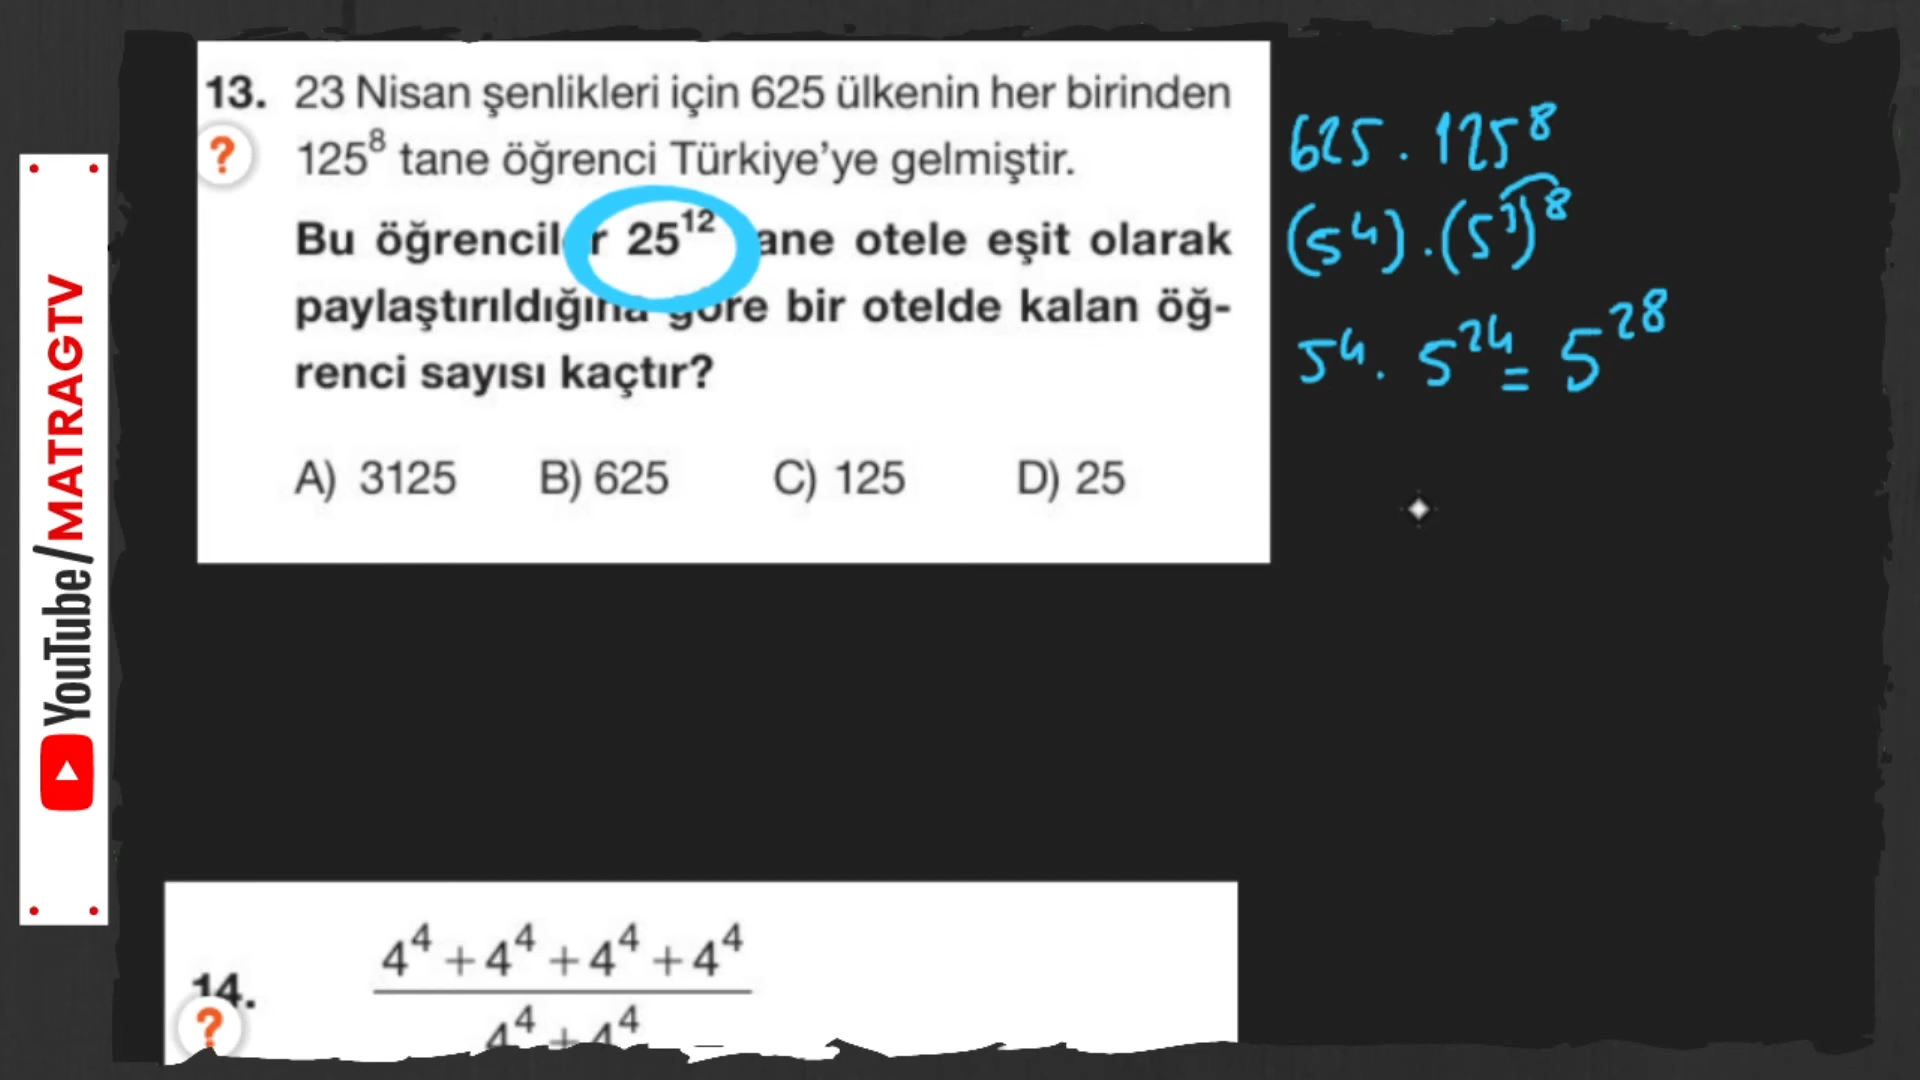 YouTube/MATRAGTV
13. 23 Nisan şenlikleri için 625 ülkenin her birinden
? 125⁸ tane öğrenci Türkiye’ye gelmiştir.
Bu öğrenciler 25¹² tane otele eşit olarak
paylaştırıldığına göre bir otelde kalan öğ-
renci sayısı kaçtır?
A) 3125 B) 625 C) 125 D) 25
625 . 125⁸
(5⁴) . (5³)⁸
5⁴ . 5²⁴ = 5²⁸
14. 4⁴ + 4⁴ + 4⁴ + 4⁴
? 4⁴ + 4⁴